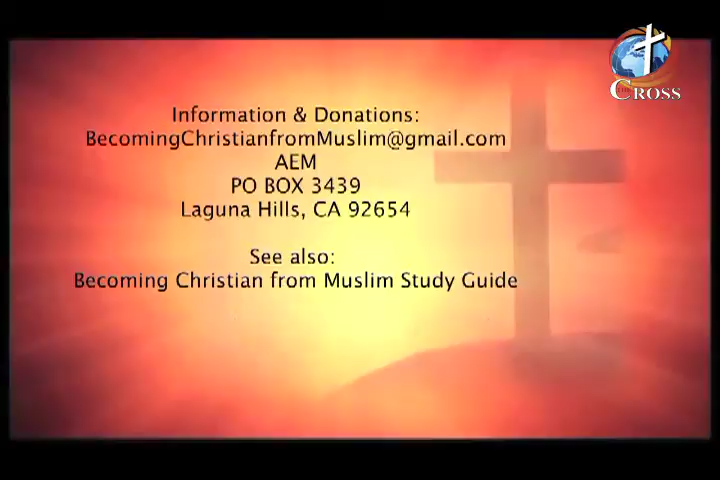 THE
CROSS
Information & Donations:
BecomingChristianfromMuslim@gmail.com
AEM
PO BOX 3439
Laguna Hills, CA 92654
See also:
Becoming Christian from Muslim Study Guide